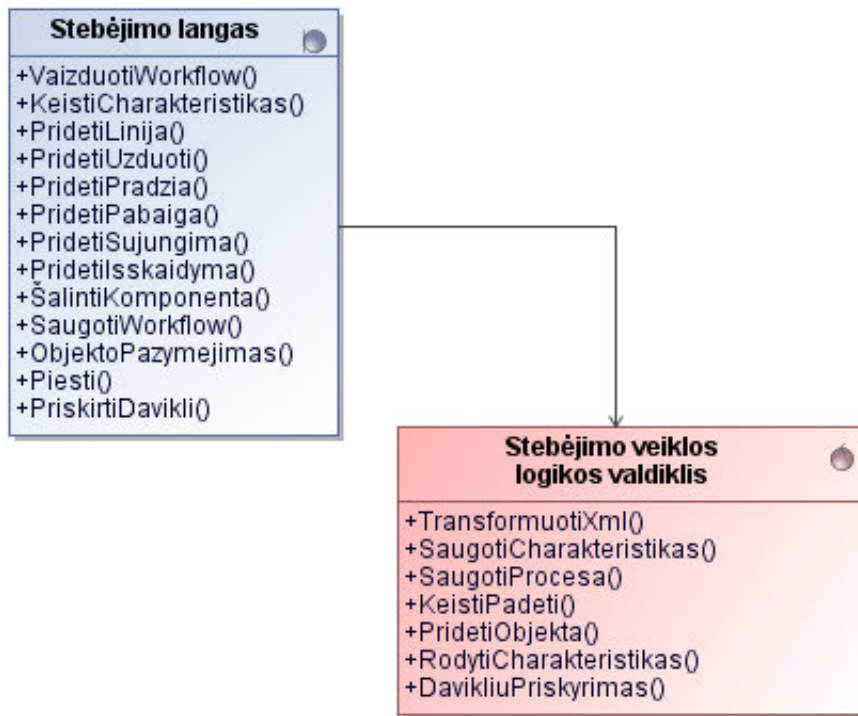 Stebėjimo langas
+VaizduotiWorkflow()
+KeistiCharakteristikas()
+PridetiLinija()
+PridetiUzduoti()
+PridetiPradzia()
+PridetiPabaiga()
+PridetiSujungima()
+PridetiIsskaidyma()
+ŠalintiKomponenta()
+SaugotiWorkflow()
+ObjektoPazymejimas()
+Piesti()
+PriskirtiDavikli()
Stebėjimo veiklos
logikos valdiklis
+TransformuotiXml()
+SaugotiCharakteristikas()
+SaugotiProcesa()
+KeistiPadeti()
+PridetiObjekta()
+RodytiCharakteristikas()
+DavikliuPriskyrimas()